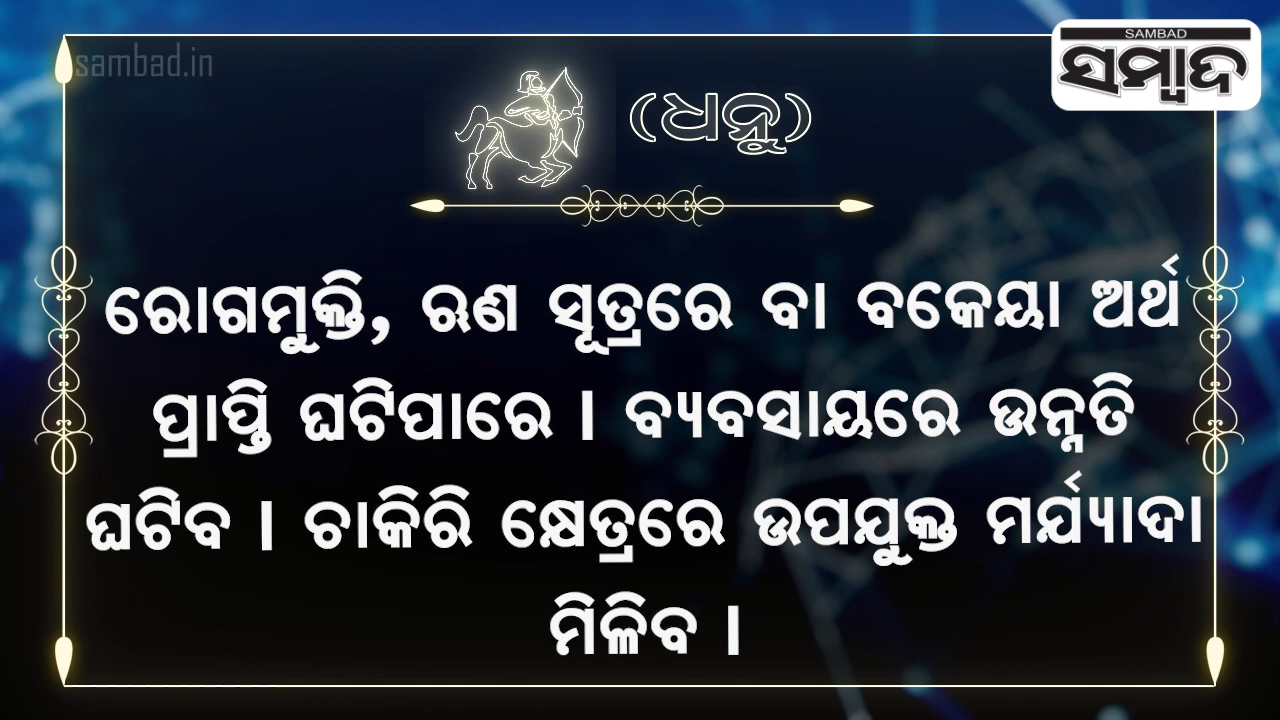 sambad.in
SAMBAD
ସମ୍ବାଦ
(ଧନୁ)
ରୋଗମୁକ୍ତି, ଋଣ ସୂତ୍ରରେ ବା ବକେୟା ଅର୍ଥ
ପ୍ରାପ୍ତି ଘଟିପାରେ । ବ୍ୟବସାୟରେ ଉନ୍ନତି
ଘଟିବ । ଚାକିରି କ୍ଷେତ୍ରରେ ଉପଯୁକ୍ତ ମର୍ଯ୍ୟାଦା
ମିଳିବ ।